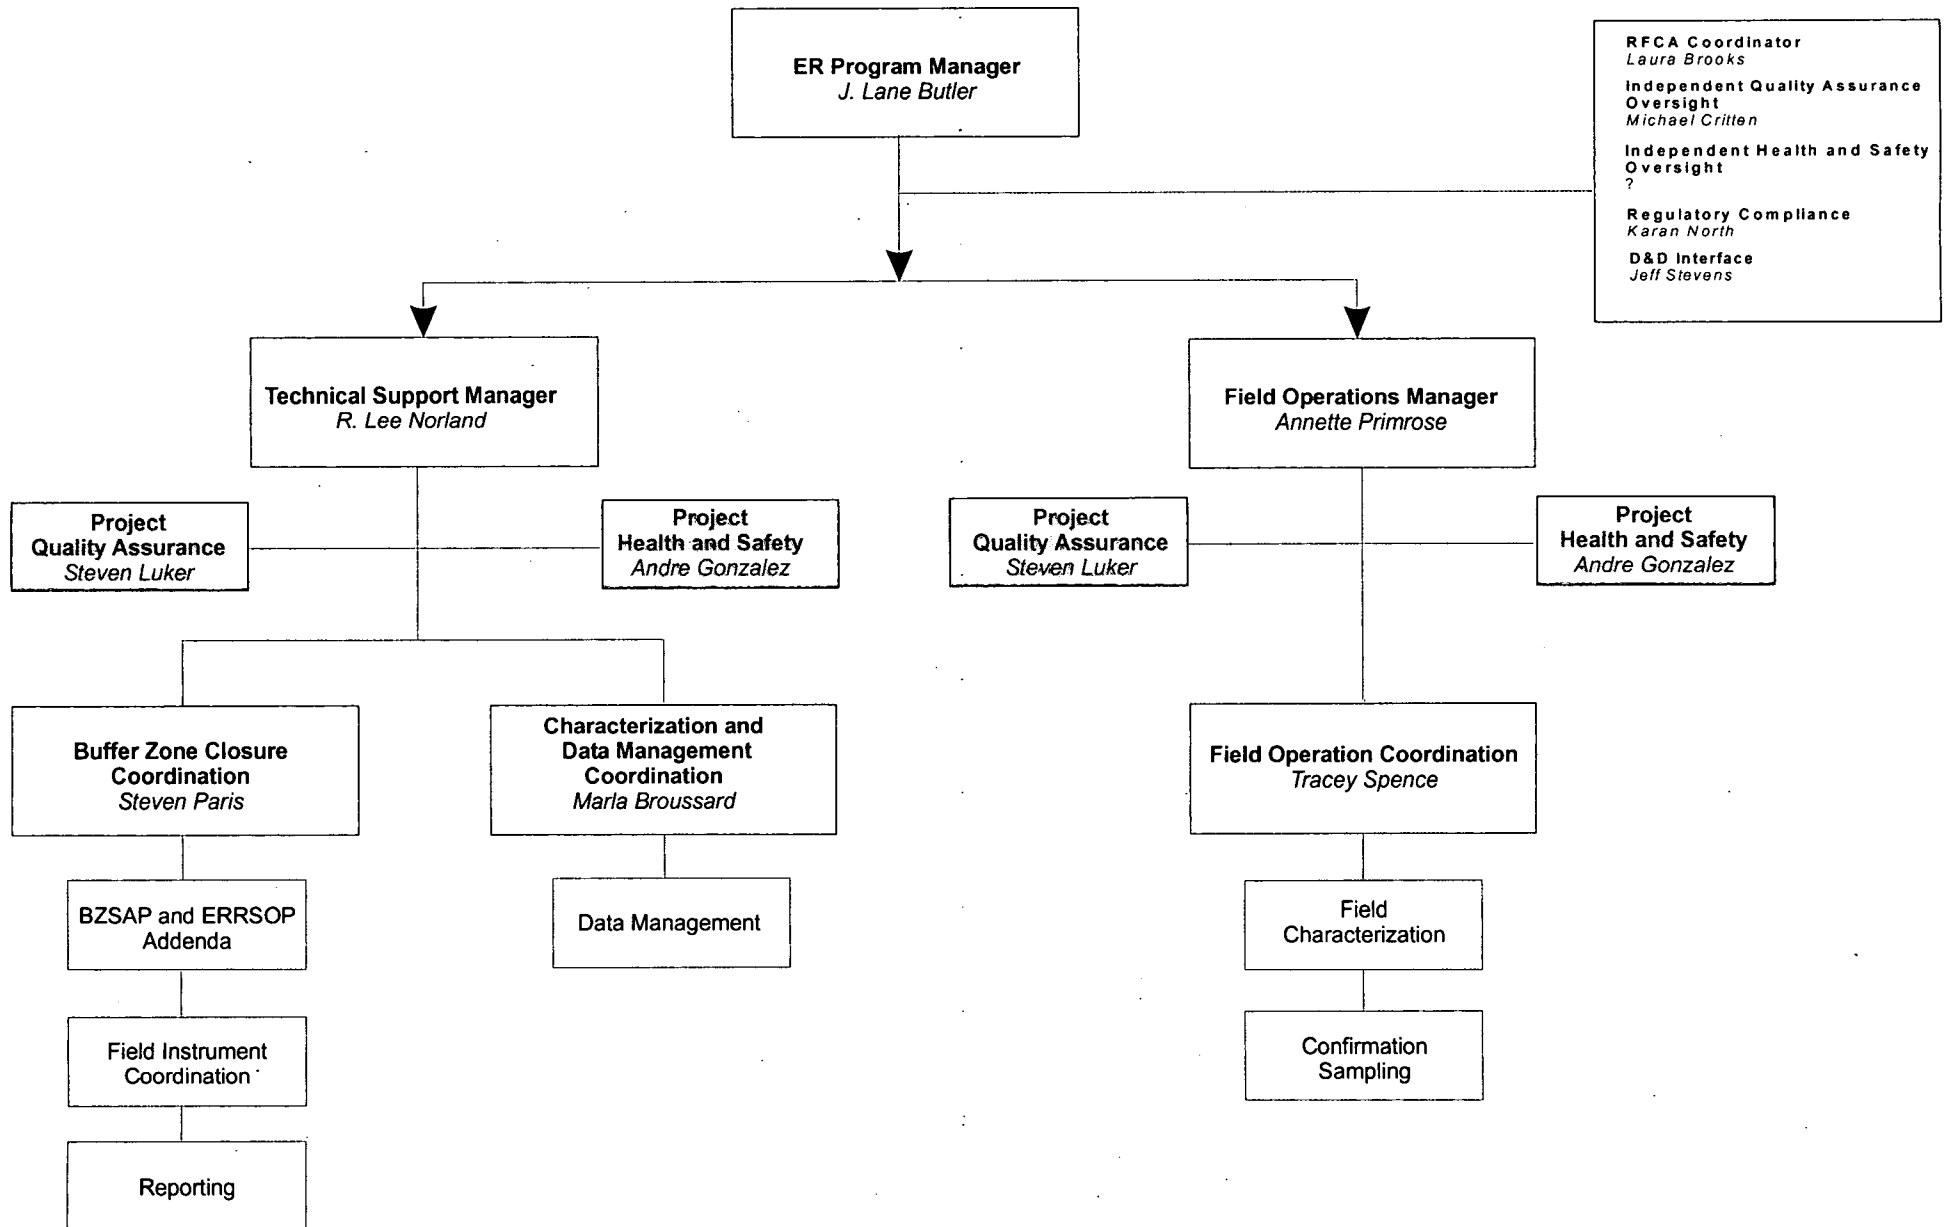 ER Program Manager
J. Lane Butler
RFCA Coordinator
Laura Brooks
Independent Quality Assurance
Oversight
Michael Critten
Independent Health and Safety
Oversight
?
Regulatory Compliance
Karan North
D&D Interface
Jeff Stevens
Technical Support Manager
R. Lee Norland
Field Operations Manager
Annette Primrose
Project
Quality Assurance
Steven Luker
Project
Health and Safety
Andre Gonzalez
Project
Quality Assurance
Steven Luker
Project
Health and Safety
Andre Gonzalez
Buffer Zone Closure
Coordination
Steven Paris
Characterization and
Data Management
Coordination
Marla Broussard
Field Operation Coordination
Tracey Spence
BZSAP and ERRSOP
Addenda
Data Management
Field
Characterization
Field Instrument
Coordination
Confirmation
Sampling
Reporting